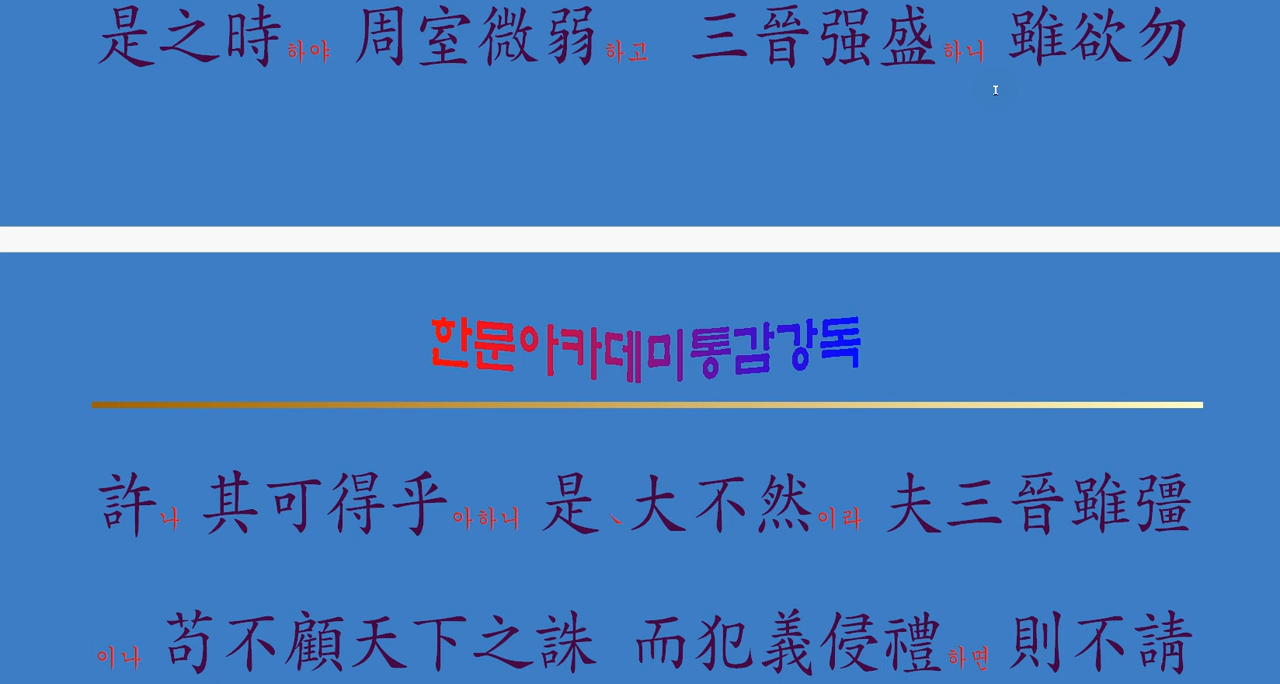 是之時하야 周室微弱하고 三晉强盛하니 雖欲勿
한문아카데미통감강독
許나 其可得乎아하니 是、大不然이라 夫三晉雖彊
이나 苟不顧天下之誅 而犯義侵禮하면 則不請